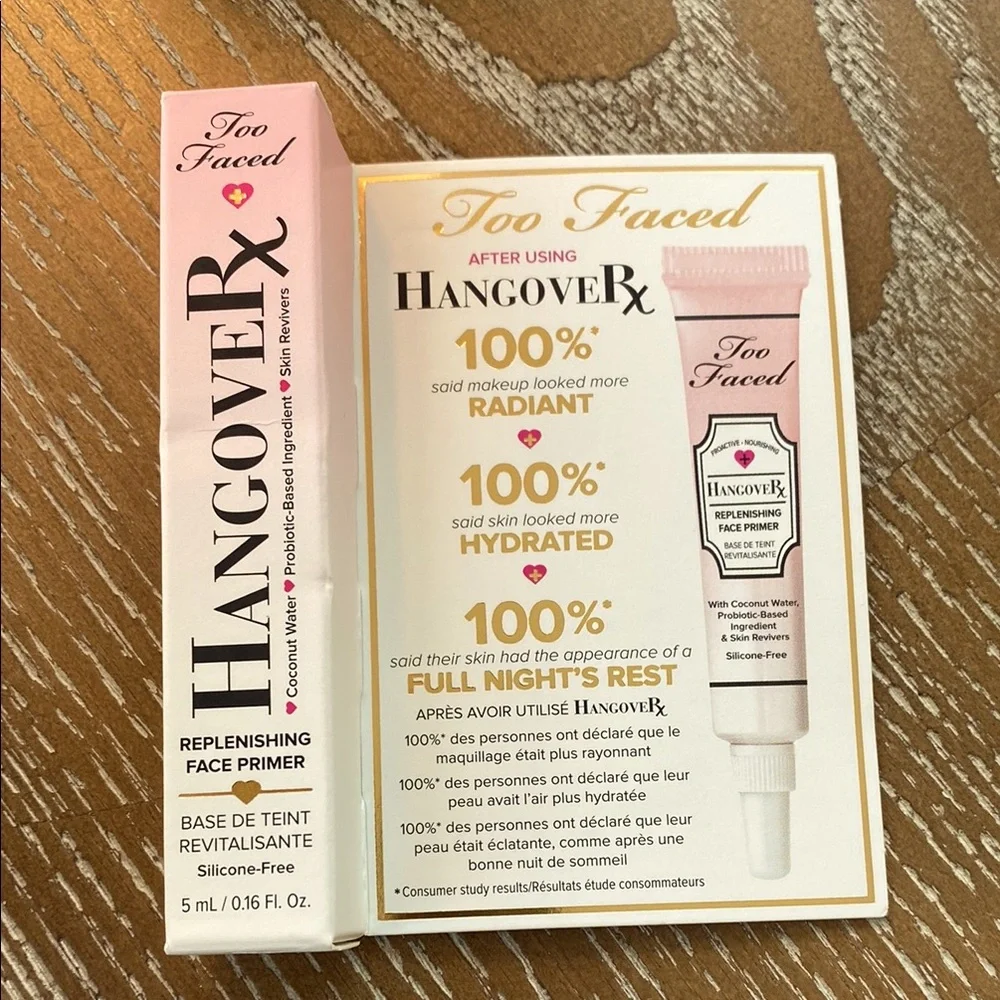 Too
Faced
HANGOVERX
Coconut Water Probiotic-Based Ingredient Skin Revivers
REPLENISHING
FACE PRIMER
BASE DE TEINT
REVITALISANTE
Silicone-Free
5 mL / 0.16 Fl. Oz.
Too Faced
AFTER USING
HANGOVERX
100%*
said makeup looked more
RADIANT
100%*
said skin looked more
HYDRATED
100%*
said their skin had the appearance of a
FULL NIGHT'S REST
APRÈS AVOIR UTILISÉ HANGOVERX
100%* des personnes ont déclaré que le
maquillage était plus rayonnant
100%* des personnes ont déclaré que leur
peau avait l'air plus hydratée
100%* des personnes ont déclaré que leur
peau était éclatante, comme après une
bonne nuit de sommeil
*Consumer study results/Résultats étude consommateurs
Too
Faced
PROACTIVE • NOURISHING
HANGOVERX
REPLENISHING
FACE PRIMER
BASE DE TEINT
REVITALISANTE
With Coconut Water,
Probiotic-Based
Ingredient
& Skin Revivers
Silicone-Free